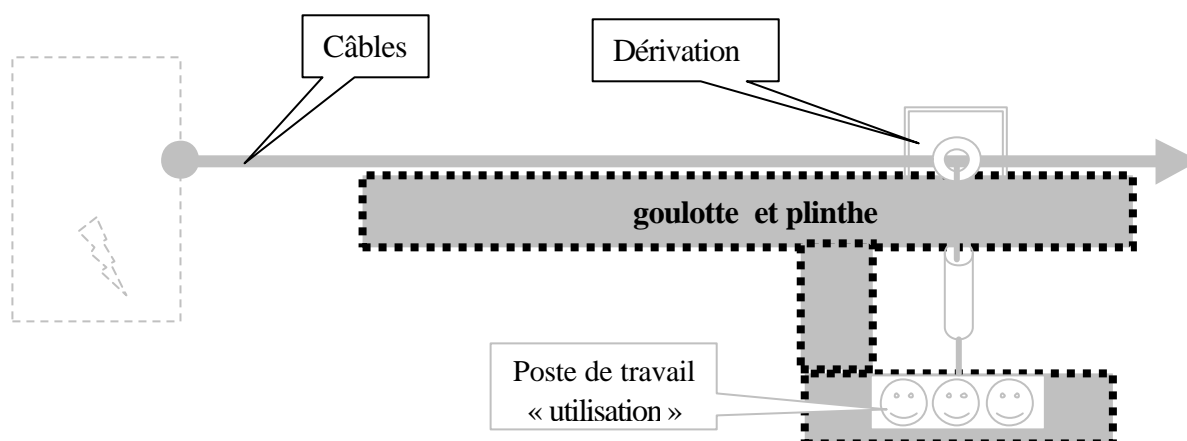 Câbles
Dérivation
goulotte et plinthe
Poste de travail
« utilisation »